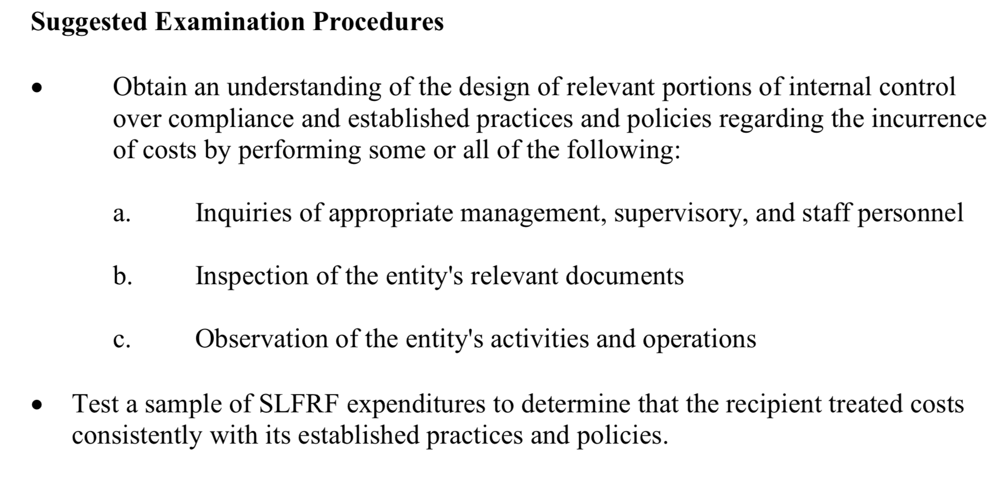 Suggested Examination Procedures
• Obtain an understanding of the design of relevant portions of internal control
over compliance and established practices and policies regarding the incurrence
of costs by performing some or all of the following:
a. Inquiries of appropriate management, supervisory, and staff personnel
b. Inspection of the entity's relevant documents
c. Observation of the entity's activities and operations
• Test a sample of SLFRF expenditures to determine that the recipient treated costs
consistently with its established practices and policies.